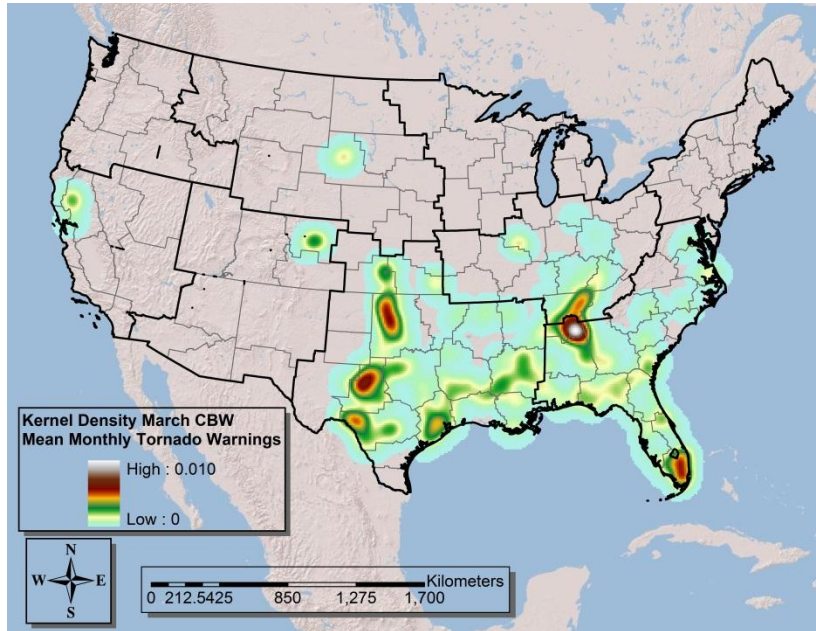 Kernel Density March CBW
Mean Monthly Tornado Warnings
High : 0.010
Low : 0
N
W E
S
Kilometers
0 212.5425 850 1,275 1,700